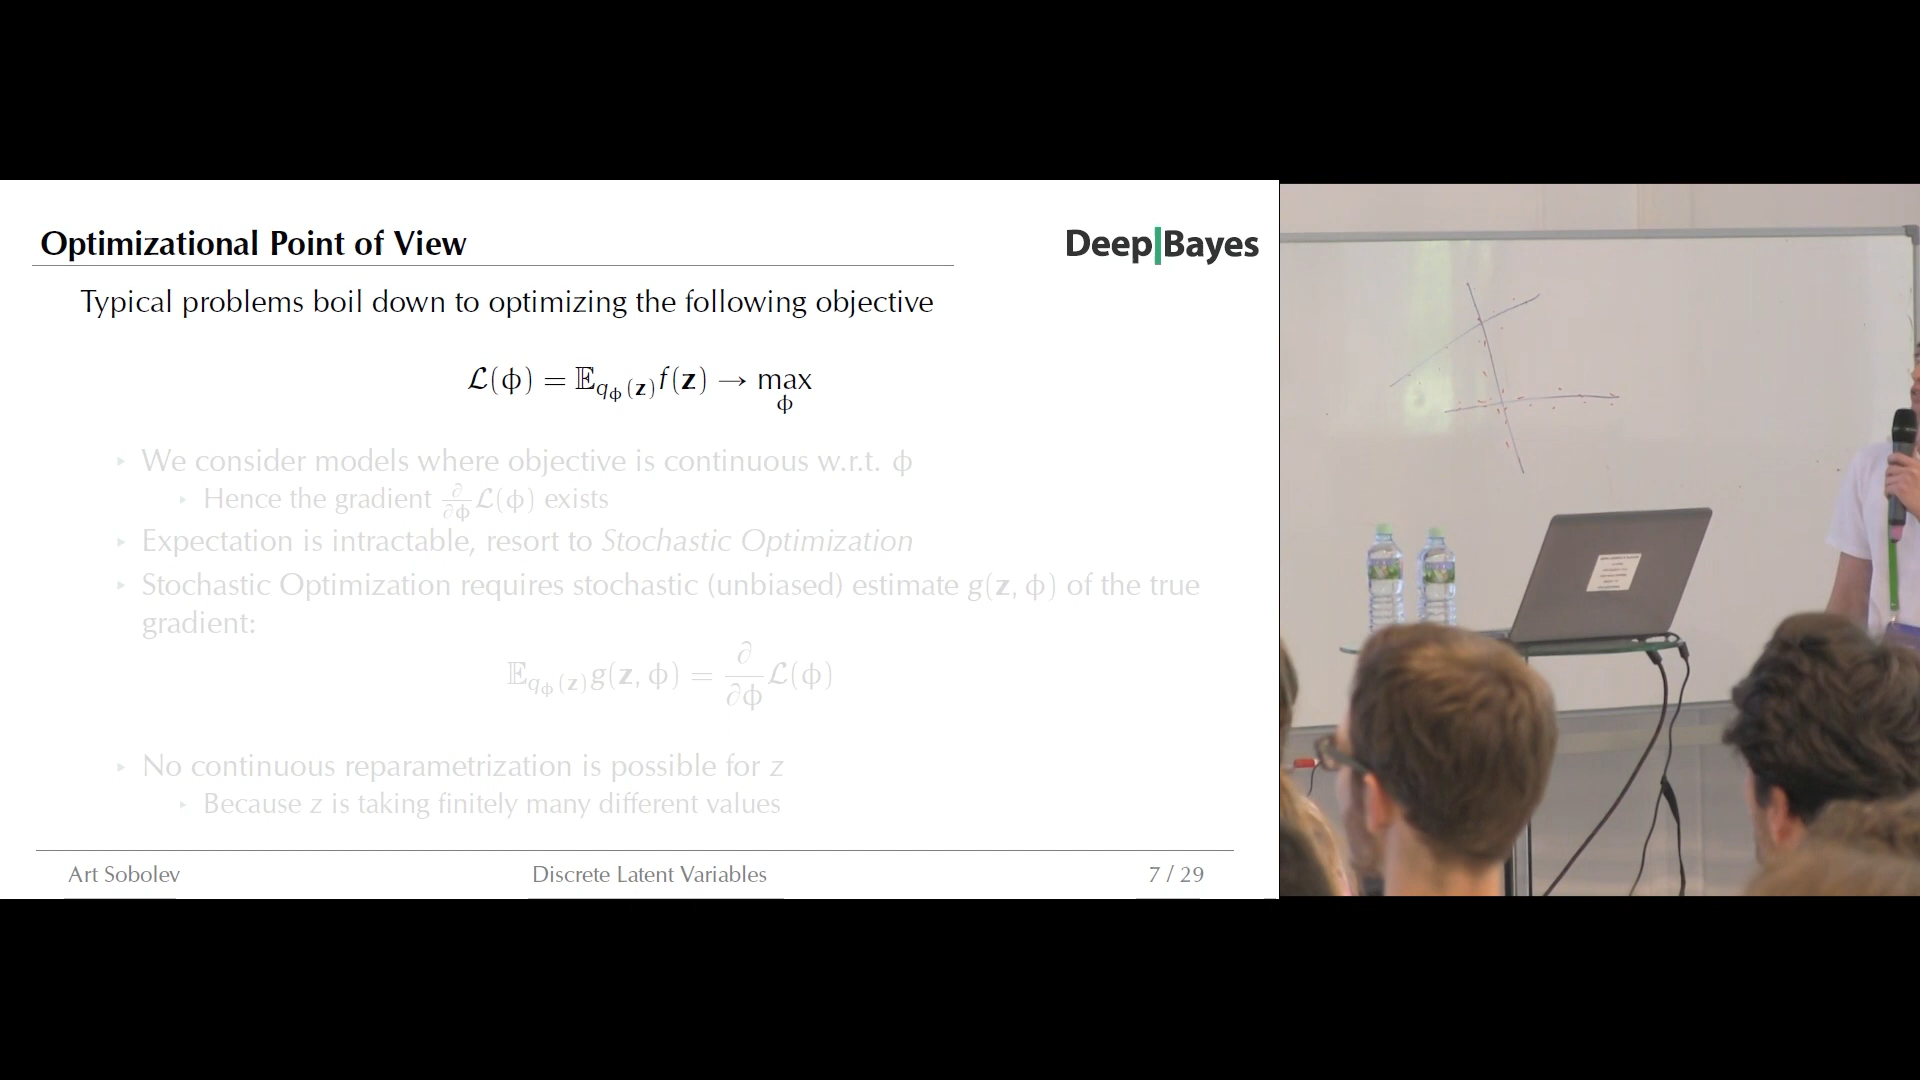 Optimizational Point of View
Deep|Bayes
Typical problems boil down to optimizing the following objective
ℒ(ϕ) = 𝔼_{q_ϕ(𝐳)} f(𝐳) → max_ϕ
▸ We consider models where objective is continuous w.r.t. ϕ
▸ Hence the gradient ∂/∂ϕ ℒ(ϕ) exists
▸ Expectation is intractable, resort to Stochastic Optimization
▸ Stochastic Optimization requires stochastic (unbiased) estimate g(𝐳, ϕ) of the true
gradient:
𝔼_{q_ϕ(𝐳)} g(𝐳, ϕ) = ∂/∂ϕ ℒ(ϕ)
▸ No continuous reparametrization is possible for z
▸ Because z is taking finitely many different values
Art Sobolev
Discrete Latent Variables
7 / 29